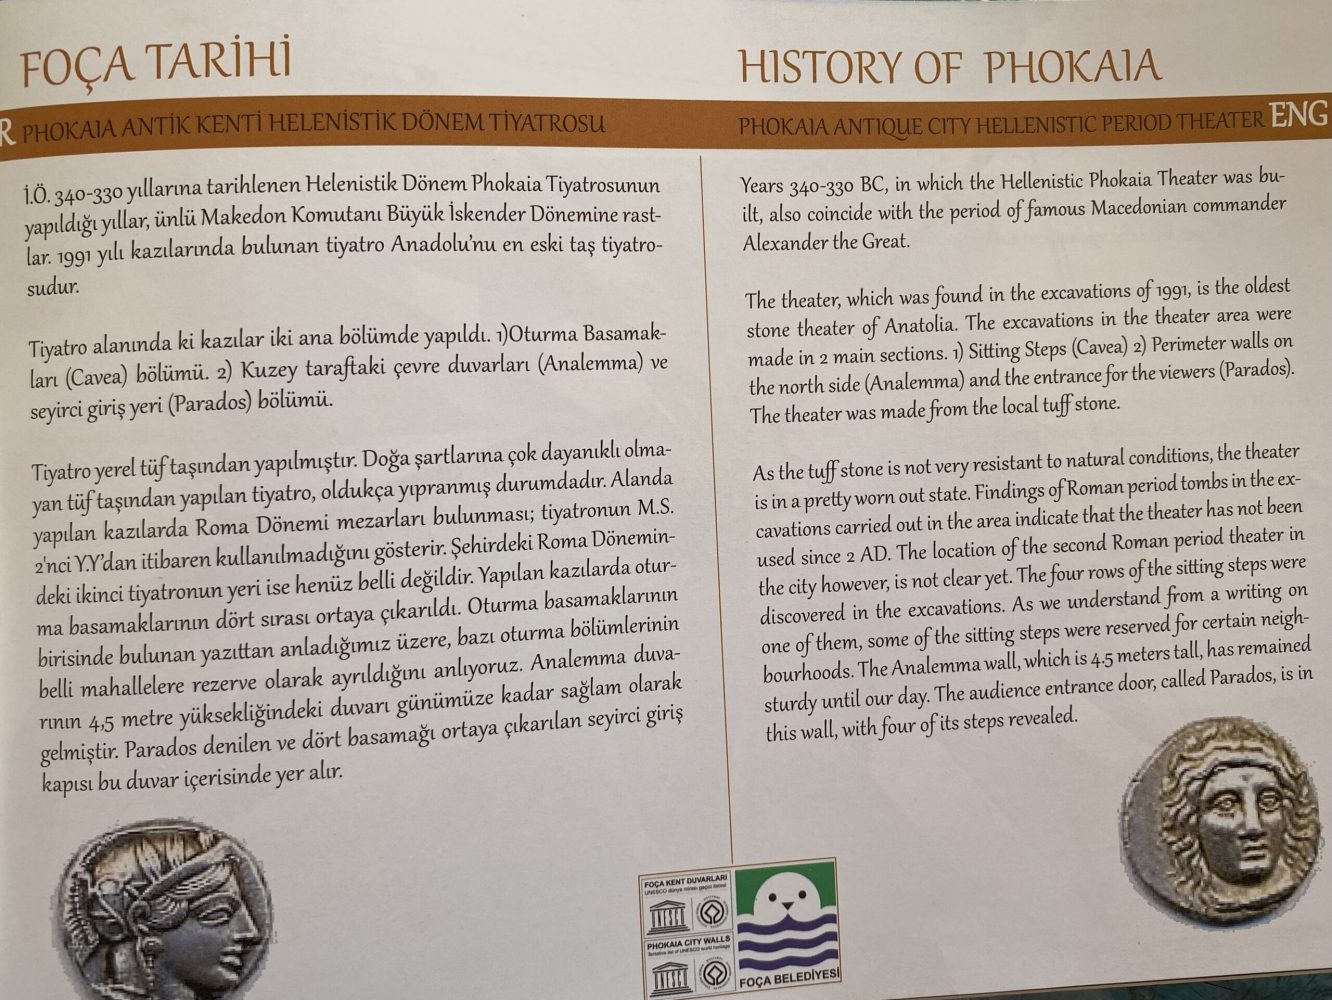 FOÇA TARİHİ
R PHOKAIA ANTİK KENTİ HELENİSTİK DÖNEM TİYATROSU
İ.Ö. 340-330 yıllarına tarihlenen Helenistik Dönem Phokaia Tiyatrosunun
yapıldığı yıllar, ünlü Makedon Komutanı Büyük İskender Dönemine rast-
lar. 1991 yılı kazılarında bulunan tiyatro Anadolu'nu en eski taş tiyatro-
sudur.
Tiyatro alanında ki kazılar iki ana bölümde yapıldı. 1)Oturma Basamak-
ları (Cavea) bölümü. 2) Kuzey taraftaki çevre duvarları (Analemma) ve
seyirci giriş yeri (Parados) bölümü.
Tiyatro yerel tüf taşından yapılmıştır. Doğa şartlarına çok dayanıklı olma-
yan tüf taşından yapılan tiyatro, oldukça yıpranmış durumdadır. Alanda
yapılan kazılarda Roma Dönemi mezarları bulunması; tiyatronun M.S.
2'nci Y.Y'dan itibaren kullanılmadığını gösterir. Şehirdeki Roma Dönemin-
deki ikinci tiyatronun yeri ise henüz belli değildir. Yapılan kazılarda otur-
ma basamaklarının dört sırası ortaya çıkarıldı. Oturma basamaklarının
birisinde bulunan yazıttan anladığımız üzere, bazı oturma bölümlerinin
belli mahallelere rezerve olarak ayrıldığını anlıyoruz. Analemma duva-
rının 4,5 metre yüksekliğindeki duvarı günümüze kadar sağlam olarak
gelmiştir. Parados denilen ve dört basamağı ortaya çıkarılan seyirci giriş
kapısı bu duvar içerisinde yer alır.
HISTORY OF PHOKAIA
PHOKAIA ANTIQUE CITY HELLENISTIC PERIOD THEATER ENG
Years 340-330 BC, in which the Hellenistic Phokaia Theater was bu-
ilt, also coincide with the period of famous Macedonian commander
Alexander the Great.
The theater, which was found in the excavations of 1991, is the oldest
stone theater of Anatolia. The excavations in the theater area were
made in 2 main sections. 1) Sitting Steps (Cavea) 2) Perimeter walls on
the north side (Analemma) and the entrance for the viewers (Parados).
The theater was made from the local tuff stone.
As the tuff stone is not very resistant to natural conditions, the theater
is in a pretty worn out state. Findings of Roman period tombs in the ex-
cavations carried out in the area indicate that the theater has not been
used since 2 AD. The location of the second Roman period theater in
the city however, is not clear yet. The four rows of the sitting steps were
discovered in the excavations. As we understand from a writing on
one of them, some of the sitting steps were reserved for certain neigh-
bourhoods. The Analemma wall, which is 4.5 meters tall, has remained
sturdy until our day. The audience entrance door, called Parados, is in
this wall, with four of its steps revealed.
FOÇA KENT DUVARLARI
UNESCO dünya mirası geçici listesi
UNESCO
PHOKAIA CITY WALLS
Tentative list of UNESCO world heritage
UNESCO
FOÇA BELEDİYESİ